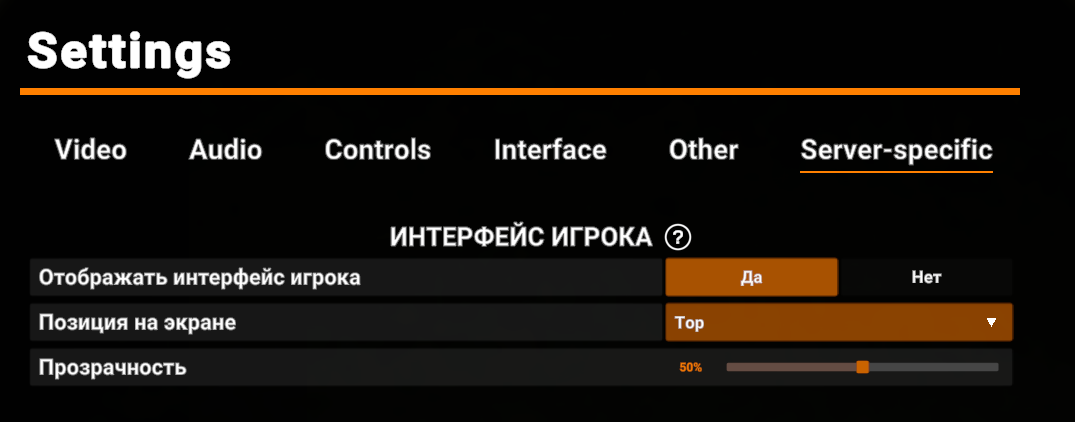 Settings
Video Audio Controls Interface Other Server-specific
ИНТЕРФЕЙС ИГРОКА ?
Отображать интерфейс игрока Да Нет
Позиция на экране Top
Прозрачность 50%